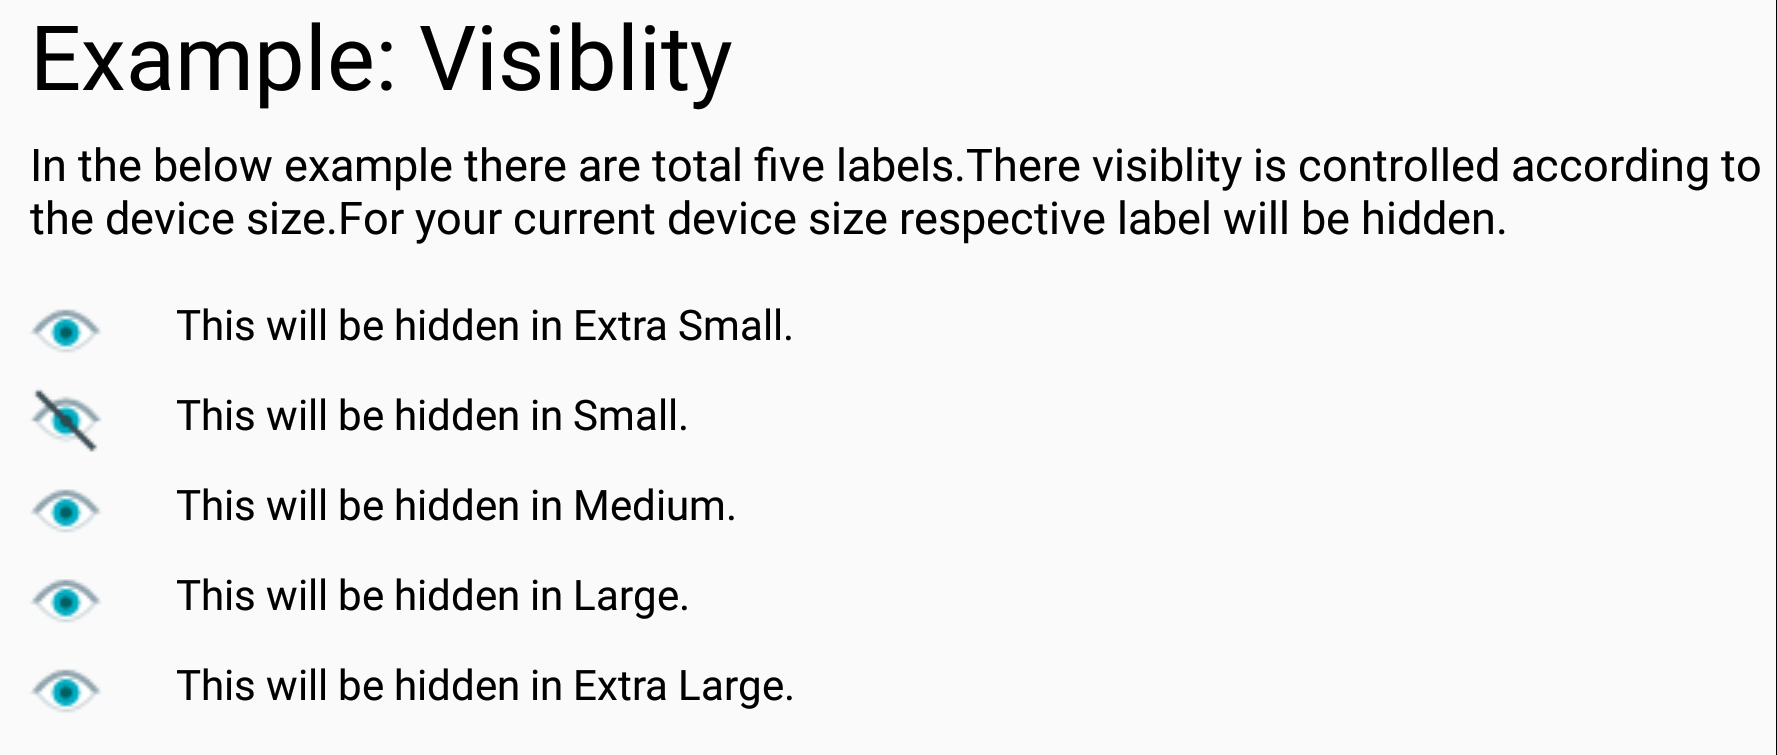 Example: Visiblity
In the below example there are total five labels.There visiblity is controlled according to
the device size.For your current device size respective label will be hidden.
This will be hidden in Extra Small.
This will be hidden in Small.
This will be hidden in Medium.
This will be hidden in Large.
This will be hidden in Extra Large.